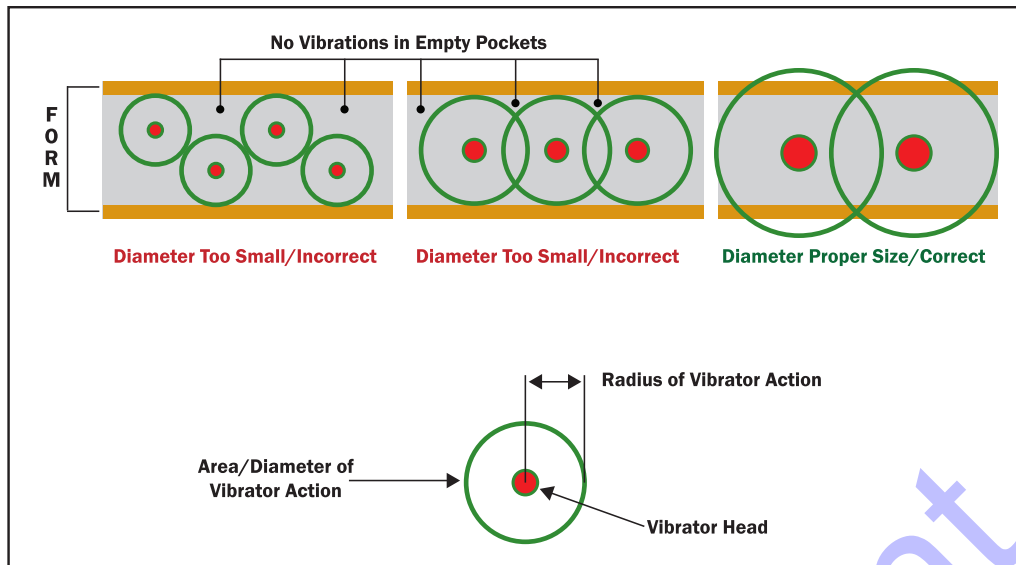 No Vibrations in Empty Pockets
FORM
Diameter Too Small/Incorrect
Diameter Too Small/Incorrect
Diameter Proper Size/Correct
Radius of Vibrator Action
Area/Diameter of
Vibrator Action
Vibrator Head